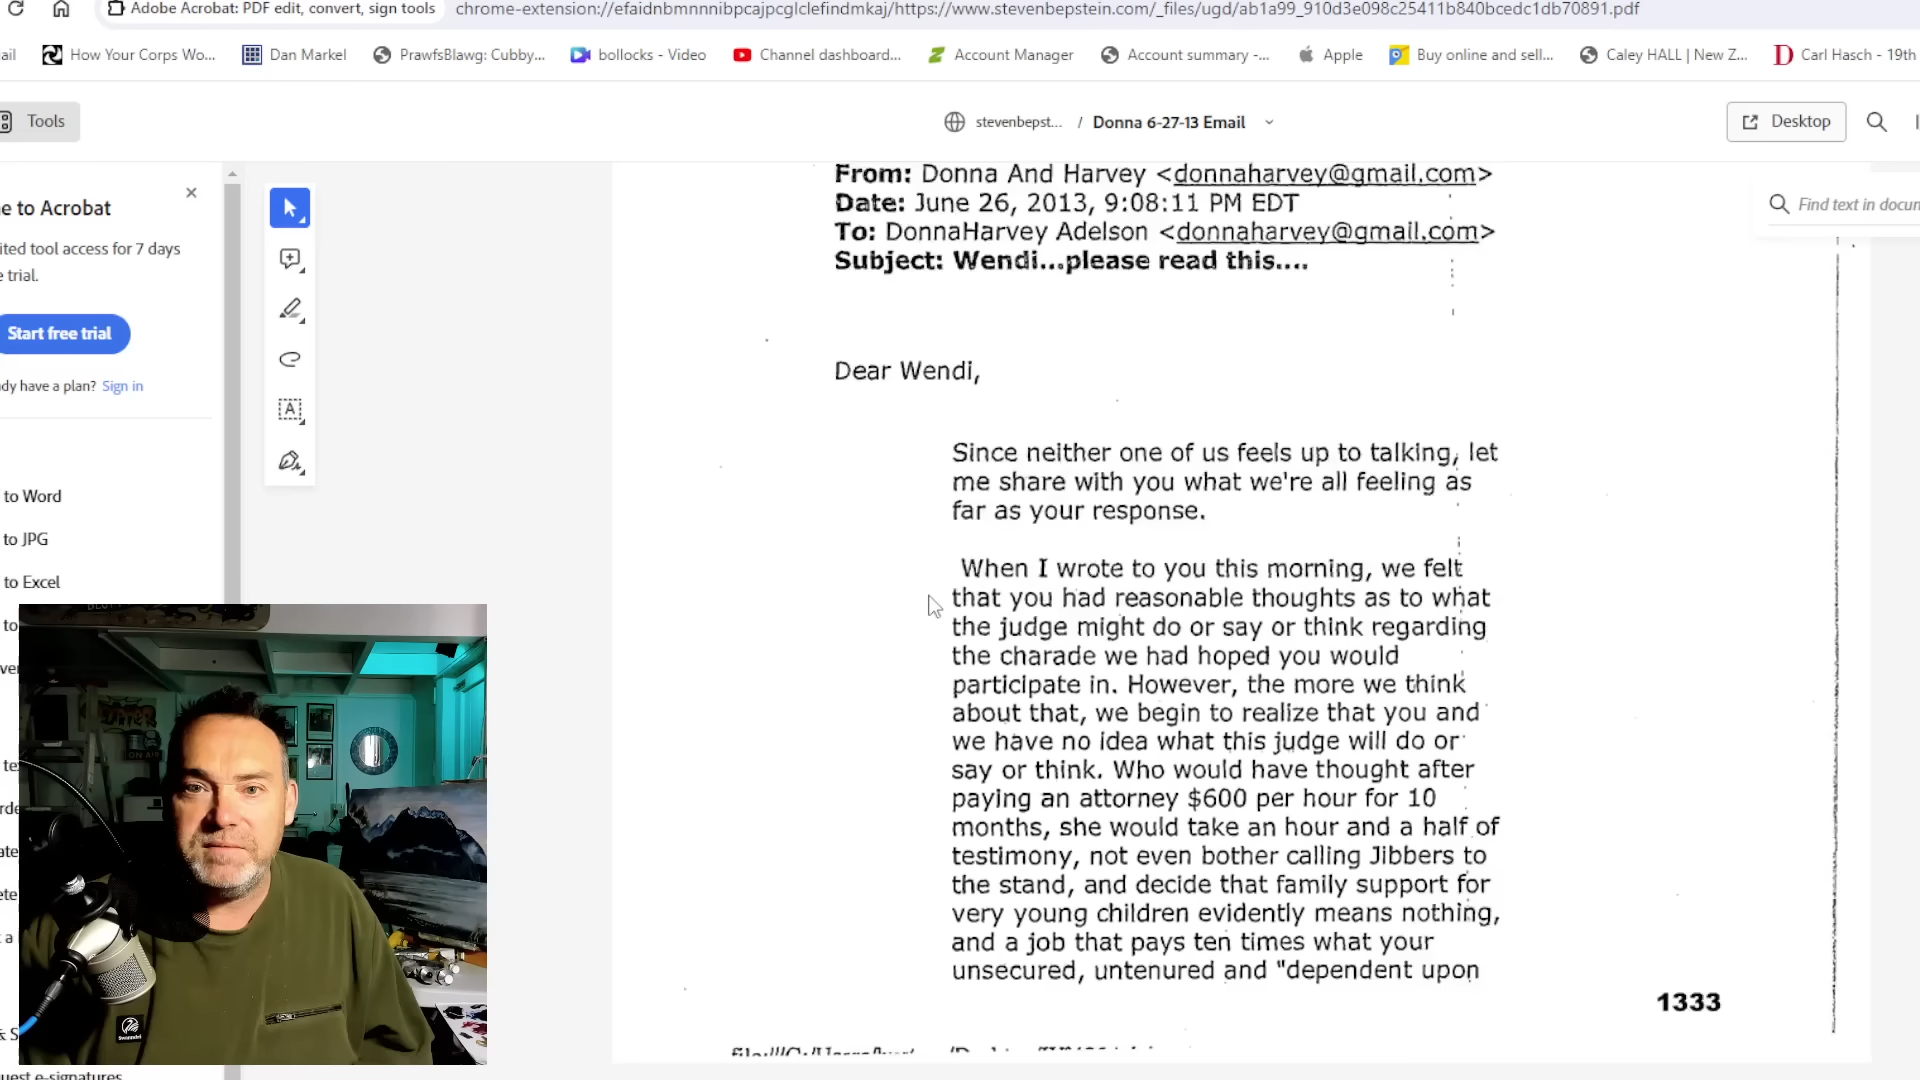 Adobe Acrobat: PDF edit, convert, sign tools
chrome-extension://efaidnbmnnnibpcajpcglclefindmkaj/https://www.stevenbepstein.com/_files/ugd/ab1a99_910d3e098c25411b840bcedc1db70891.pdf
ail
How Your Corps Wo...
Dan Markel
PrawfsBlawg: Cubby...
bollocks - Video
Channel dashboard...
Account Manager
Account summary -...
Apple
Buy online and sell...
Caley HALL | New Z...
Carl Hasch - 19th
Tools
stevenbepst... / Donna 6-27-13 Email
Desktop
Find text in docum
e to Acrobat
ited tool access for 7 days
e trial.
Start free trial
dy have a plan? Sign in
to Word
to JPG
to Excel
From: Donna And Harvey <donnaharvey@gmail.com>
Date: June 26, 2013, 9:08:11 PM EDT
To: DonnaHarvey Adelson <donnaharvey@gmail.com>
Subject: Wendi...please read this....
Dear Wendi,
Since neither one of us feels up to talking, let
me share with you what we're all feeling as
far as your response.
When I wrote to you this morning, we felt
that you had reasonable thoughts as to what
the judge might do or say or think regarding
the charade we had hoped you would
participate in. However, the more we think
about that, we begin to realize that you and
we have no idea what this judge will do or
say or think. Who would have thought after
paying an attorney $600 per hour for 10
months, she would take an hour and a half of
testimony, not even bother calling Jibbers to
the stand, and decide that family support for
very young children evidently means nothing,
and a job that pays ten times what your
unsecured, untenured and "dependent upon
1333
ON AIR
Swanndri
uest e-signatures